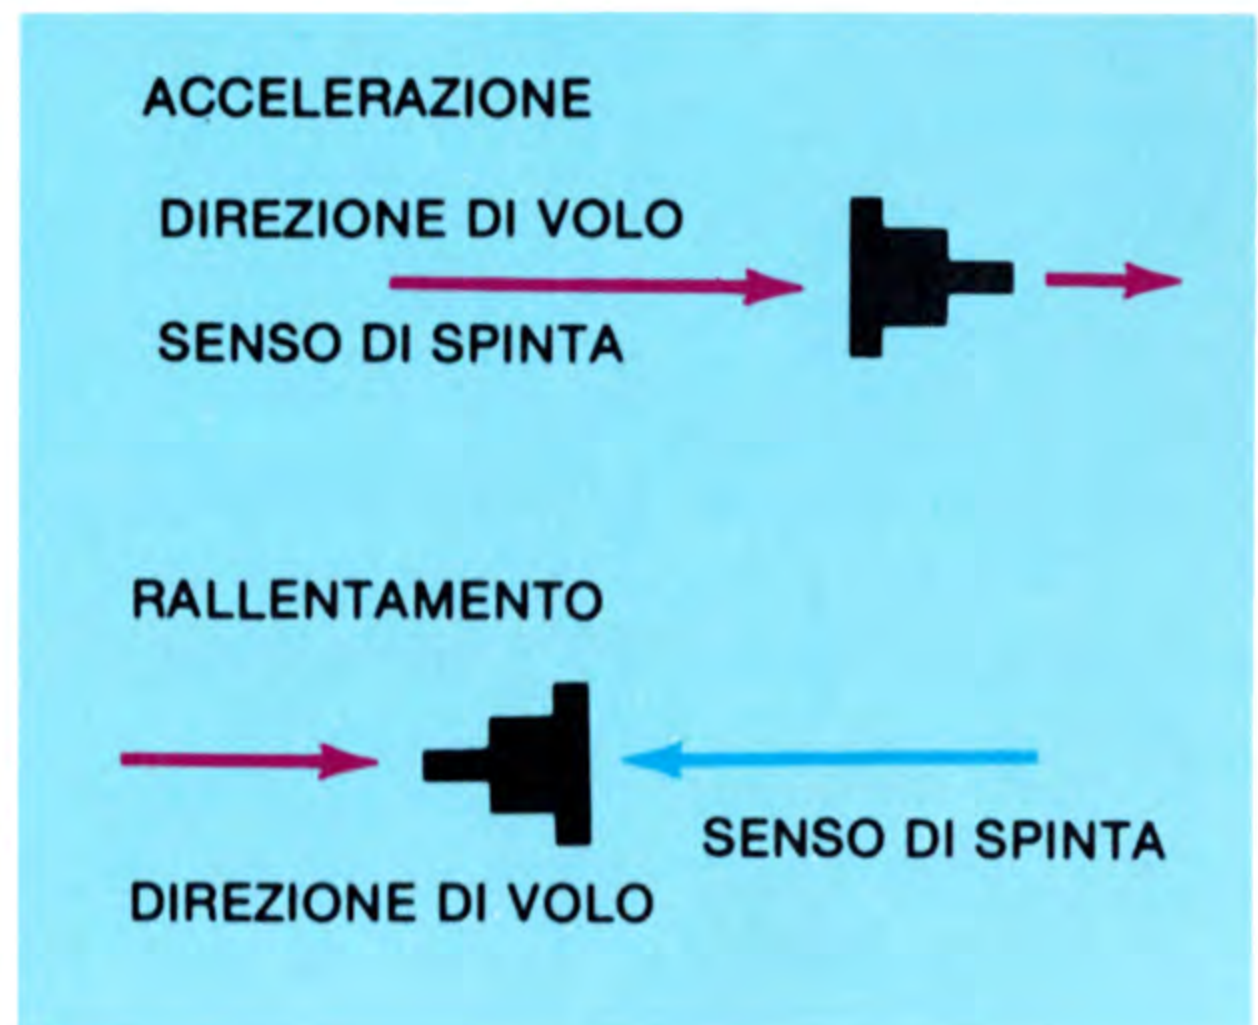 ACCELERAZIONE
DIREZIONE DI VOLO
SENSO DI SPINTA
RALLENTAMENTO
SENSO DI SPINTA
DIREZIONE DI VOLO